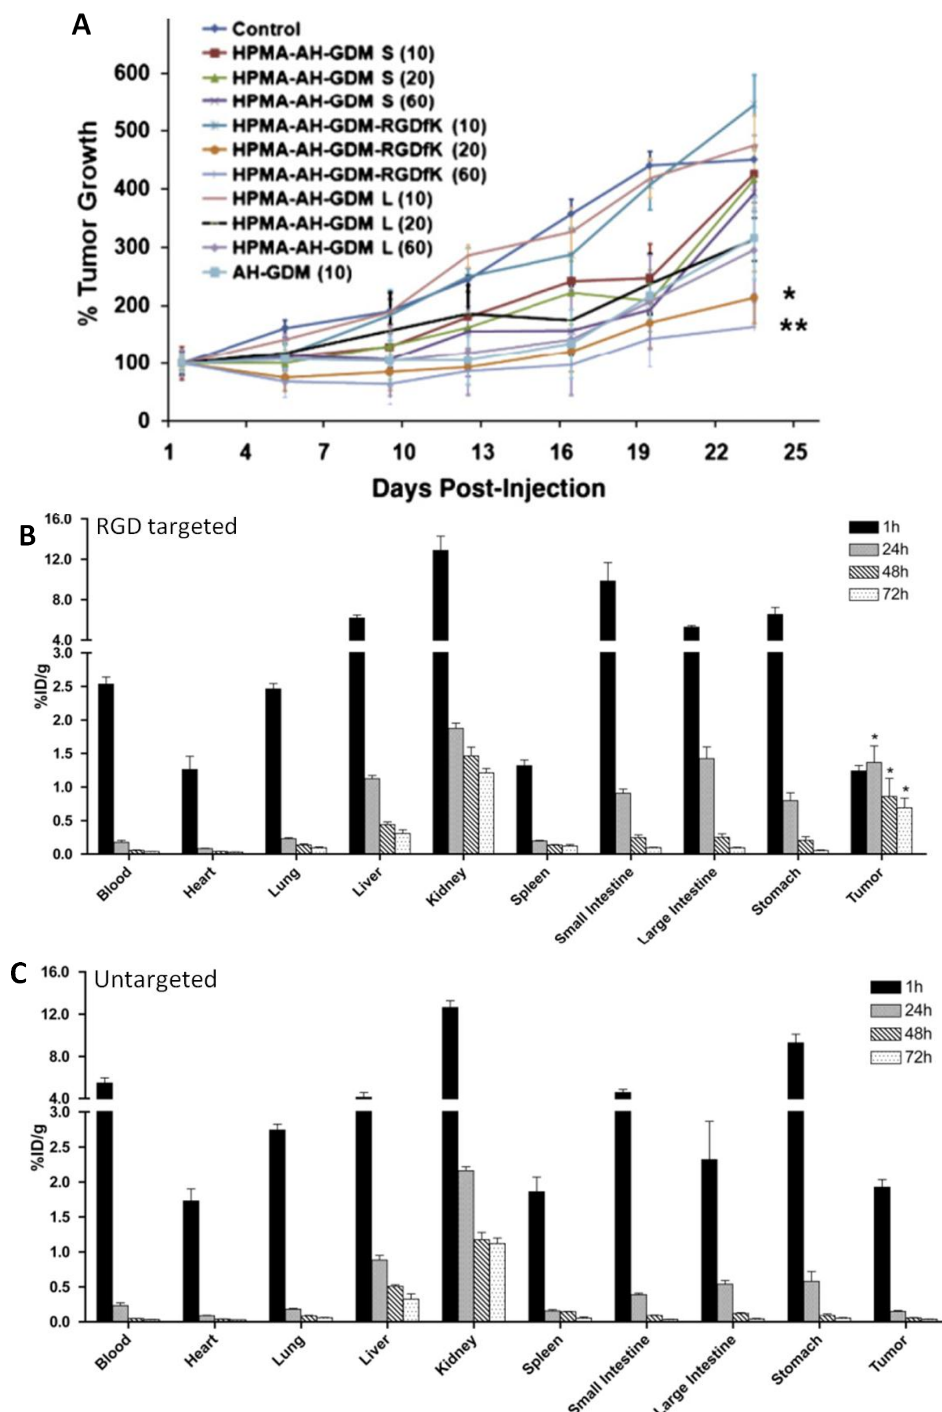 A
Control
HPMA-AH-GDM S (10)
HPMA-AH-GDM S (20)
HPMA-AH-GDM S (60)
HPMA-AH-GDM-RGDfK (10)
HPMA-AH-GDM-RGDfK (20)
HPMA-AH-GDM-RGDfK (60)
HPMA-AH-GDM L (10)
HPMA-AH-GDM L (20)
HPMA-AH-GDM L (60)
AH-GDM (10)
% Tumor Growth
600
500
400
300
200
100
0
*
**
1 4 7 10 13 16 19 22 25
Days Post-Injection
B
RGD targeted
1h
24h
48h
72h
%ID/g
16.0
12.0
8.0
4.0
3.0
2.5
2.0
1.5
1.0
0.5
0.0
* * *
Blood Heart Lung Liver Kidney Spleen Small Intestine Large Intestine Stomach Tumor
C
Untargeted
1h
24h
48h
72h
%ID/g
16.0
12.0
8.0
4.0
3.0
2.5
2.0
1.5
1.0
0.5
0.0
Blood Heart Lung Liver Kidney Spleen Small Intestine Large Intestine Stomach Tumor